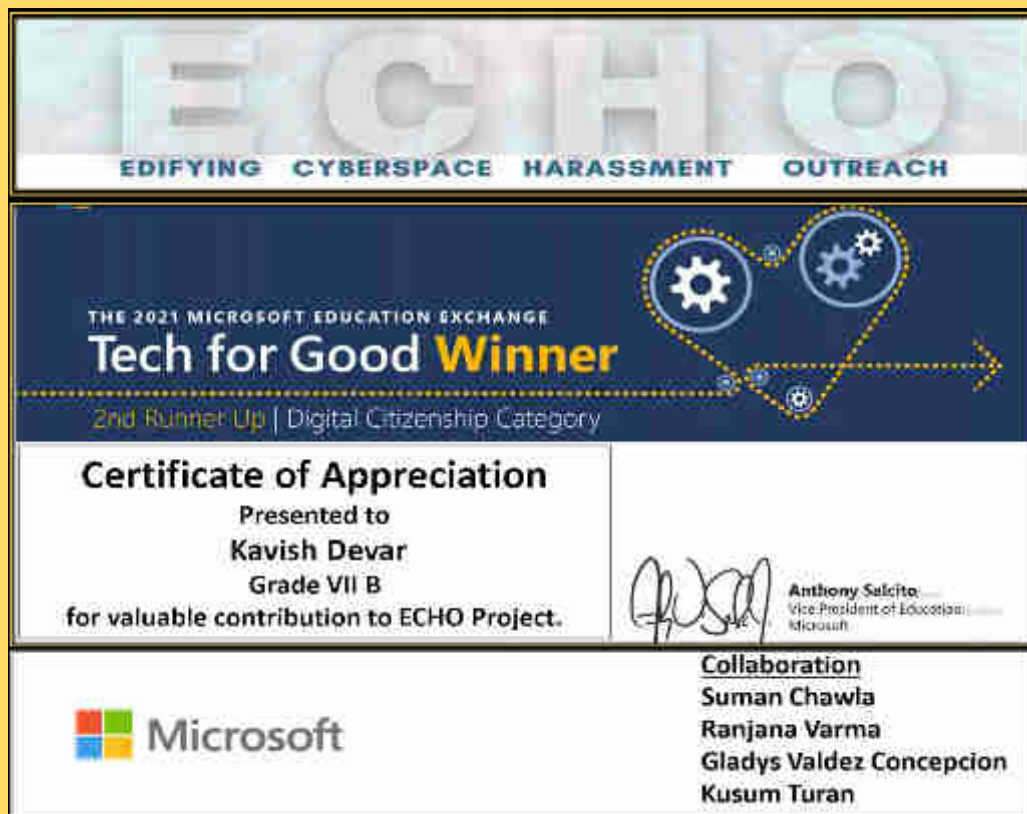 ECHO
EDIFYING CYBERSPACE HARASSMENT OUTREACH
THE 2021 MICROSOFT EDUCATION EXCHANGE
Tech for Good Winner
2nd Runner Up | Digital Citizenship Category
Certificate of Appreciation
Presented to
Kavish Devar
Grade VII B
for valuable contribution to ECHO Project.
Anthony Salcito
Vice President of Education
Microsoft
Collaboration
Suman Chawla
Ranjana Varma
Gladys Valdez Concepcion
Kusum Turan
Microsoft